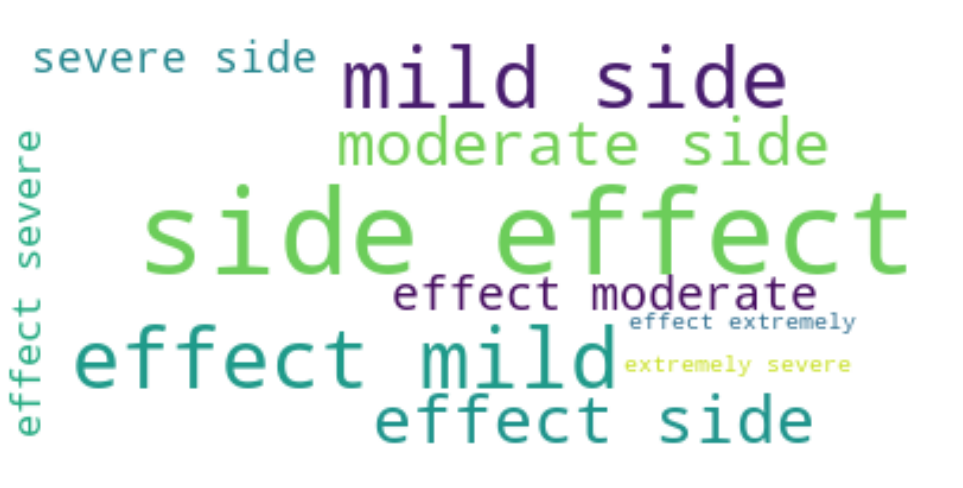 severe side
mild side
moderate side
effect severe
side effect
effect moderate
effect extremely
effect mild
extremely severe
effect side